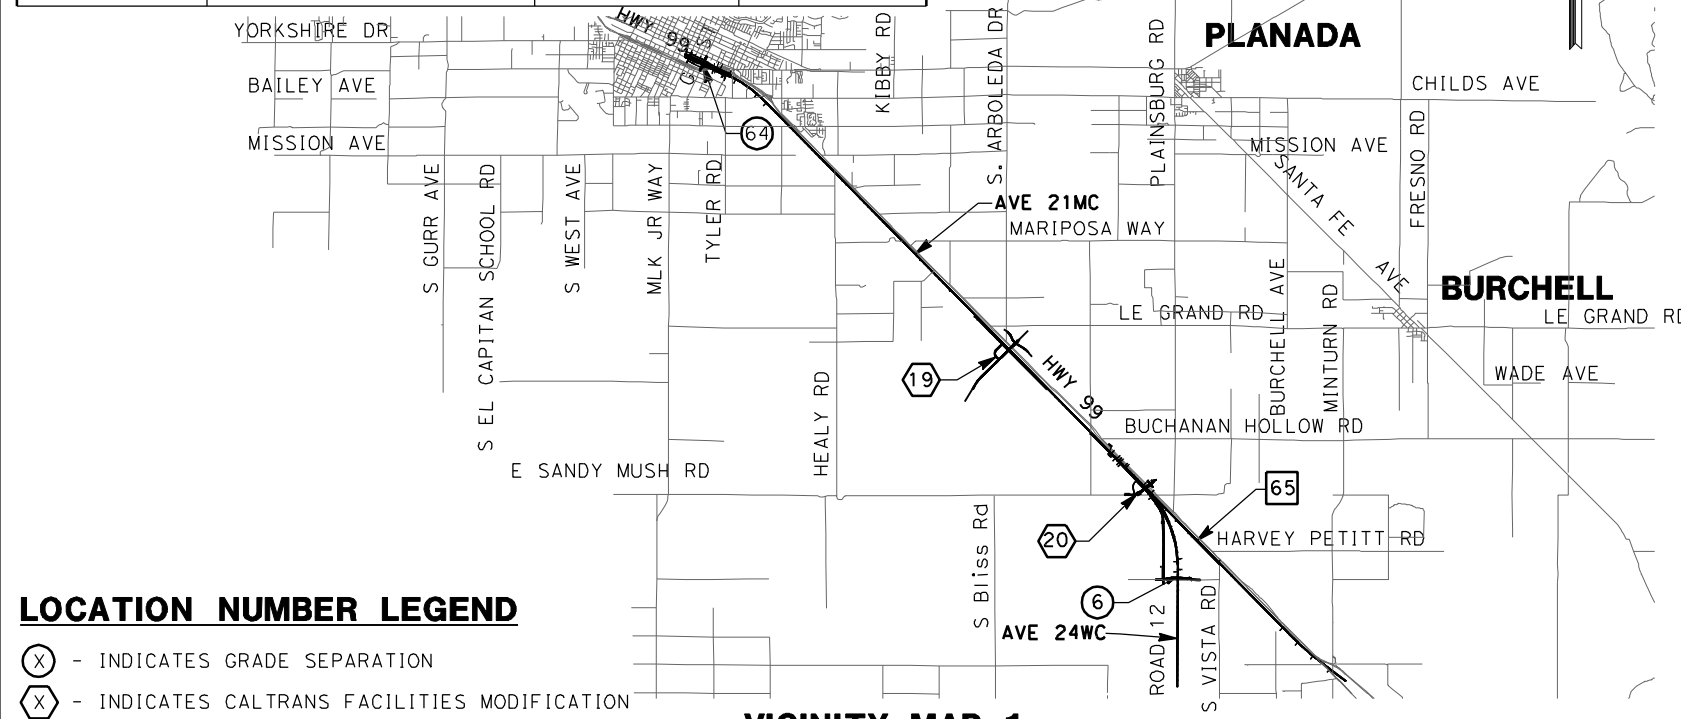 YORKSHIRE DR
HWY 99
G ST
KIBBY RD
S. ARBOLEDA DR
PLAINSBURG RD
PLANADA
BAILEY AVE
CHILDS AVE
64
MISSION AVE
MISSION AVE
FRESNO RD
SANTA FE AVE
S GURR AVE
S EL CAPITAN SCHOOL RD
S WEST AVE
MLK JR WAY
TYLER RD
AVE 21MC
MARIPOSA WAY
BURCHELL
LE GRAND RD
LE GRAND RD
BURCHELL AVE
MINTURN RD
19
HWY 99
WADE AVE
HEALY RD
BUCHANAN HOLLOW RD
E SANDY MUSH RD
65
20
HARVEY PETITT RD
S Bliss Rd
6
AVE 24WC
ROAD 12
S VISTA RD
LOCATION NUMBER LEGEND
X - INDICATES GRADE SEPARATION
X - INDICATES CALTRANS FACILITIES MODIFICATION
VICINITY MAP 1